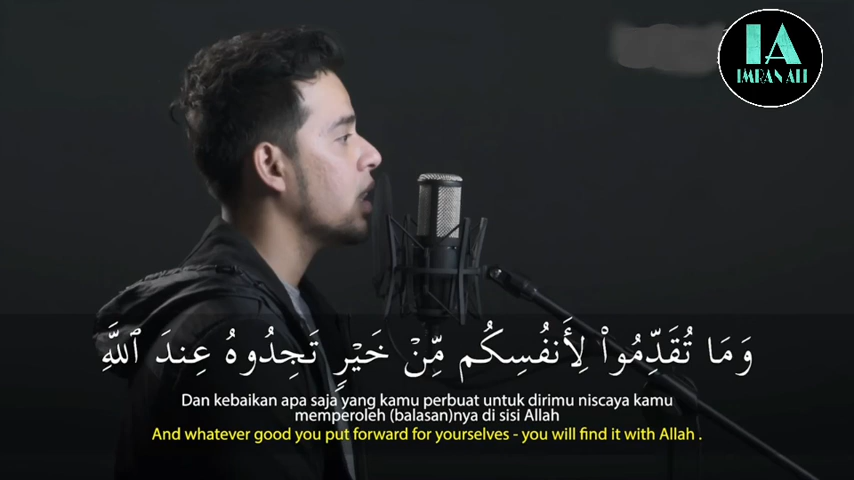 IA
IMRAN ALI
وَمَا تُقَدِّمُوا۟ لِأَنفُسِكُم مِّنْ خَيْرٍ تَجِدُوهُ عِندَ ٱللَّهِ
Dan kebaikan apa saja yang kamu perbuat untuk dirimu niscaya kamu
memperoleh (balasan)nya di sisi Allah
And whatever good you put forward for yourselves - you will find it with Allah .